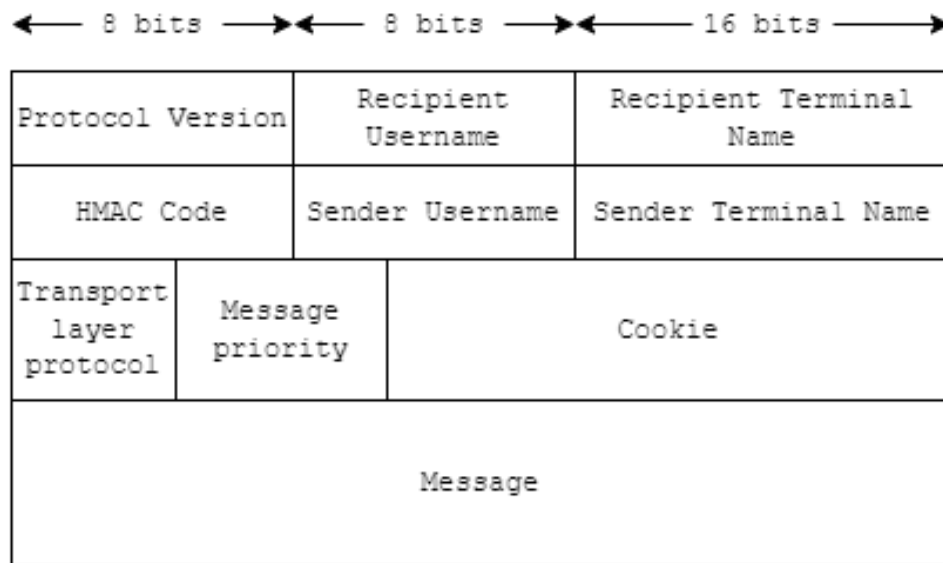 8 bits 8 bits 16 bits
Protocol Version
Recipient
Username
Recipient Terminal
Name
HMAC Code
Sender Username
Sender Terminal Name
Transport
layer
protocol
Message
priority
Cookie
Message